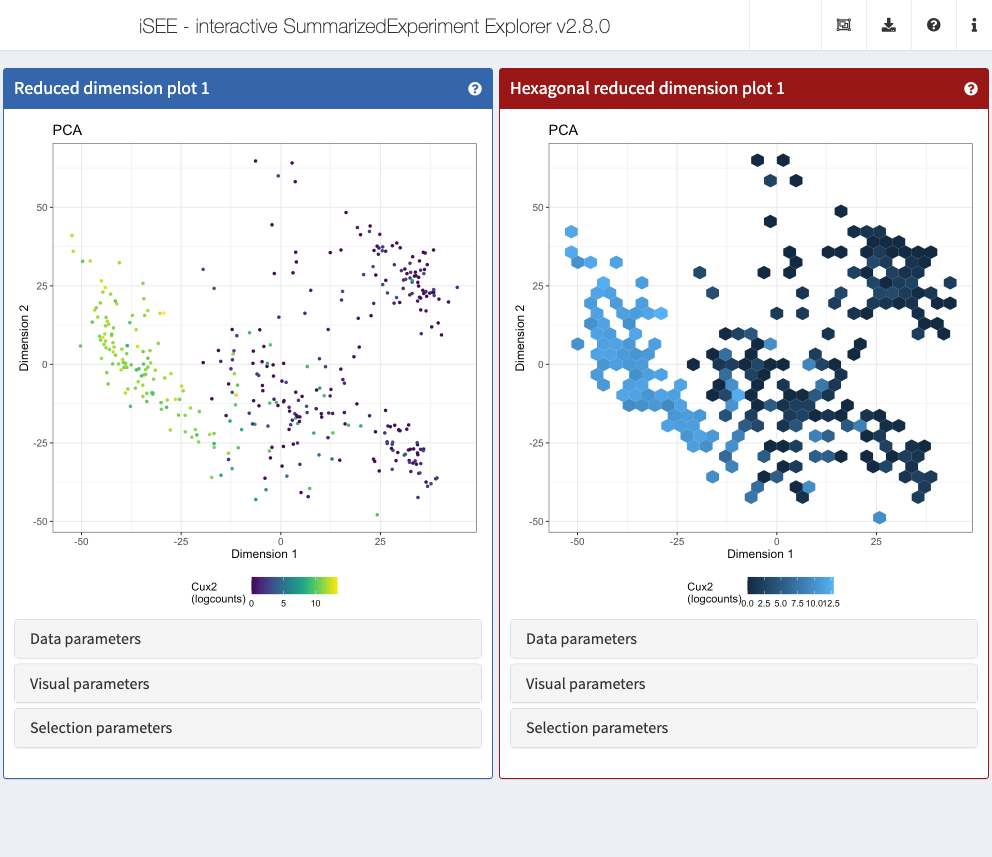 iSEE - interactive SummarizedExperiment Explorer v2.8.0
Reduced dimension plot 1
PCA
Dimension 2
50
25
0
-25
-50
-50 -25 0 25
Dimension 1
Cux2
(logcounts)
0 5 10
Data parameters
Visual parameters
Selection parameters
Hexagonal reduced dimension plot 1
PCA
Dimension 2
50
25
0
-25
-50
-50 -25 0 25
Dimension 1
Cux2
(logcounts)
0.0 2.5 5.0 7.5 10.012.5
Data parameters
Visual parameters
Selection parameters